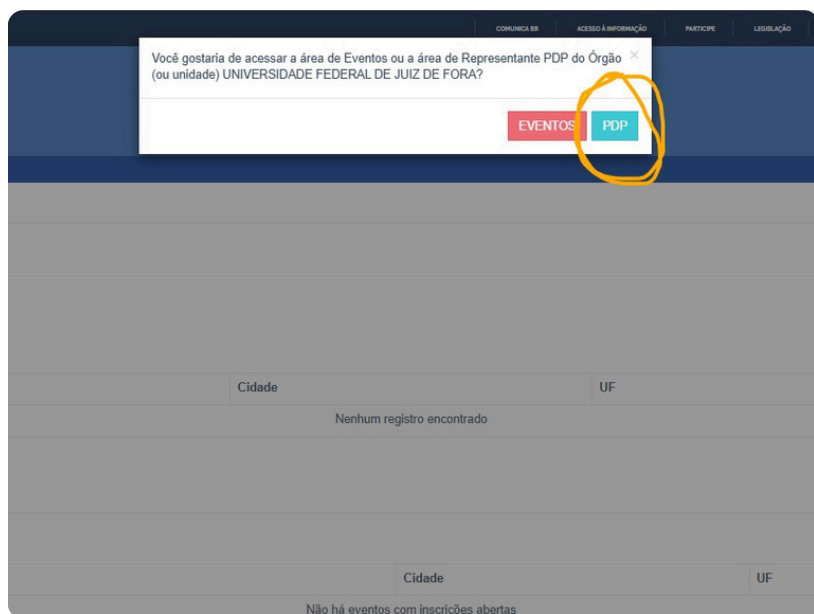 COMUNICA BR ACESSO À INFORMAÇÃO PARTICIPE LEGISLAÇÃO
Você gostaria de acessar a área de Eventos ou a área de Representante PDP do Órgão ×
(ou unidade) UNIVERSIDADE FEDERAL DE JUIZ DE FORA?
EVENTOS PDP
Cidade UF
Nenhum registro encontrado
Cidade UF
Não há eventos com inscrições abertas